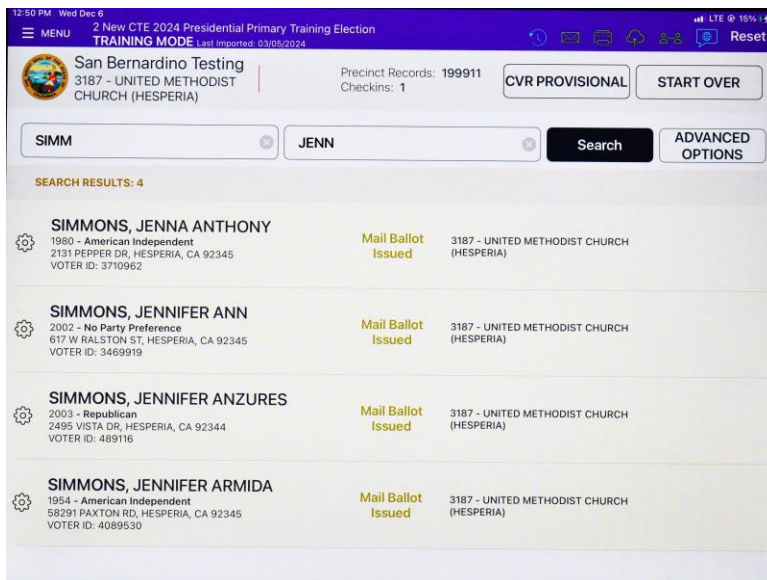 12:50 PM Wed Dec 6
LTE 15%
MENU
2 New CTE 2024 Presidential Primary Training Election
TRAINING MODE Last Imported: 03/05/2024
Reset
San Bernardino Testing
3187 - UNITED METHODIST
CHURCH (HESPERIA)
Precinct Records: 199911
Checkins: 1
CVR PROVISIONAL
START OVER
SIMM
JENN
Search
ADVANCED
OPTIONS
SEARCH RESULTS: 4
SIMMONS, JENNA ANTHONY
1980 - American Independent
2131 PEPPER DR, HESPERIA, CA 92345
VOTER ID: 3710962
Mail Ballot
Issued
3187 - UNITED METHODIST CHURCH
(HESPERIA)
SIMMONS, JENNIFER ANN
2002 - No Party Preference
617 W RALSTON ST, HESPERIA, CA 92345
VOTER ID: 3469919
Mail Ballot
Issued
3187 - UNITED METHODIST CHURCH
(HESPERIA)
SIMMONS, JENNIFER ANZURES
2003 - Republican
2495 VISTA DR, HESPERIA, CA 92344
VOTER ID: 489116
Mail Ballot
Issued
3187 - UNITED METHODIST CHURCH
(HESPERIA)
SIMMONS, JENNIFER ARMIDA
1954 - American Independent
58291 PAXTON RD, HESPERIA, CA 92345
VOTER ID: 4089530
Mail Ballot
Issued
3187 - UNITED METHODIST CHURCH
(HESPERIA)